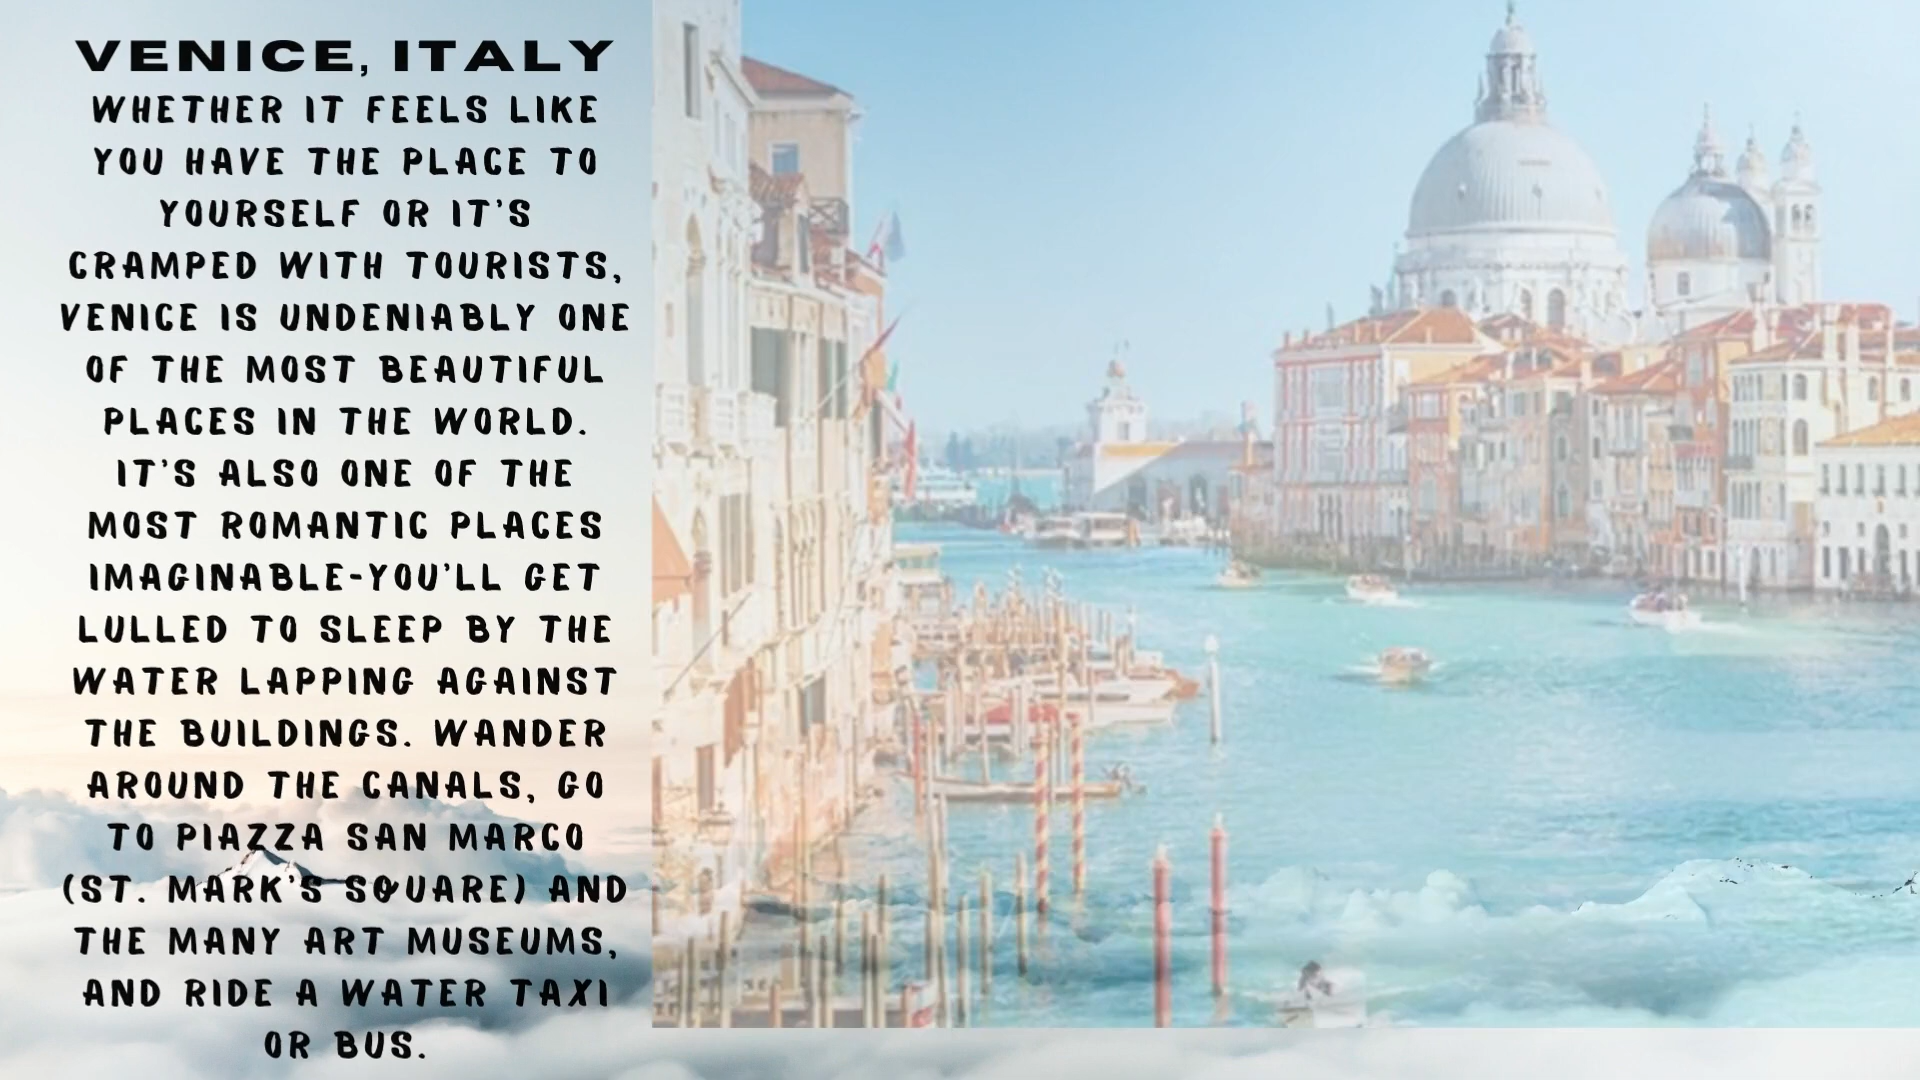 VENICE, ITALY
WHETHER IT FEELS LIKE
YOU HAVE THE PLACE TO
YOURSELF OR IT'S
CRAMPED WITH TOURISTS,
VENICE IS UNDENIABLY ONE
OF THE MOST BEAUTIFUL
PLACES IN THE WORLD.
IT'S ALSO ONE OF THE
MOST ROMANTIC PLACES
IMAGINABLE-YOU'LL GET
LULLED TO SLEEP BY THE
WATER LAPPING AGAINST
THE BUILDINGS. WANDER
AROUND THE CANALS, GO
TO PIAZZA SAN MARCO
(ST. MARK'S SQUARE) AND
THE MANY ART MUSEUMS,
AND RIDE A WATER TAXI
OR BUS.